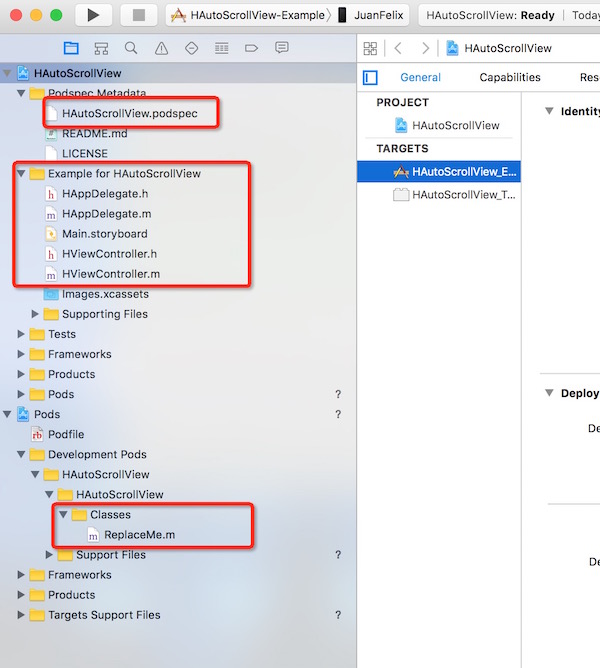 HAutoScrollView-Example JuanFelix HAutoScrollView: Ready Today
HAutoScrollView
Podspec Metadata
HAutoScrollView.podspec
README.md
LICENSE
Example for HAutoScrollView
h HAppDelegate.h
m HAppDelegate.m
Main.storyboard
h HViewController.h
m HViewController.m
Images.xcassets
Supporting Files
Tests
Frameworks
Products
Pods ?
Pods ?
rb Podfile
Development Pods
HAutoScrollView
HAutoScrollView
Classes
m ReplaceMe.m
Support Files ?
Frameworks
Products
Targets Support Files ?
HAutoScrollView
General Capabilities Res
PROJECT
HAutoScrollView
TARGETS
HAutoScrollView_E...
HAutoScrollView_T...
Identity
Deploy
De
De